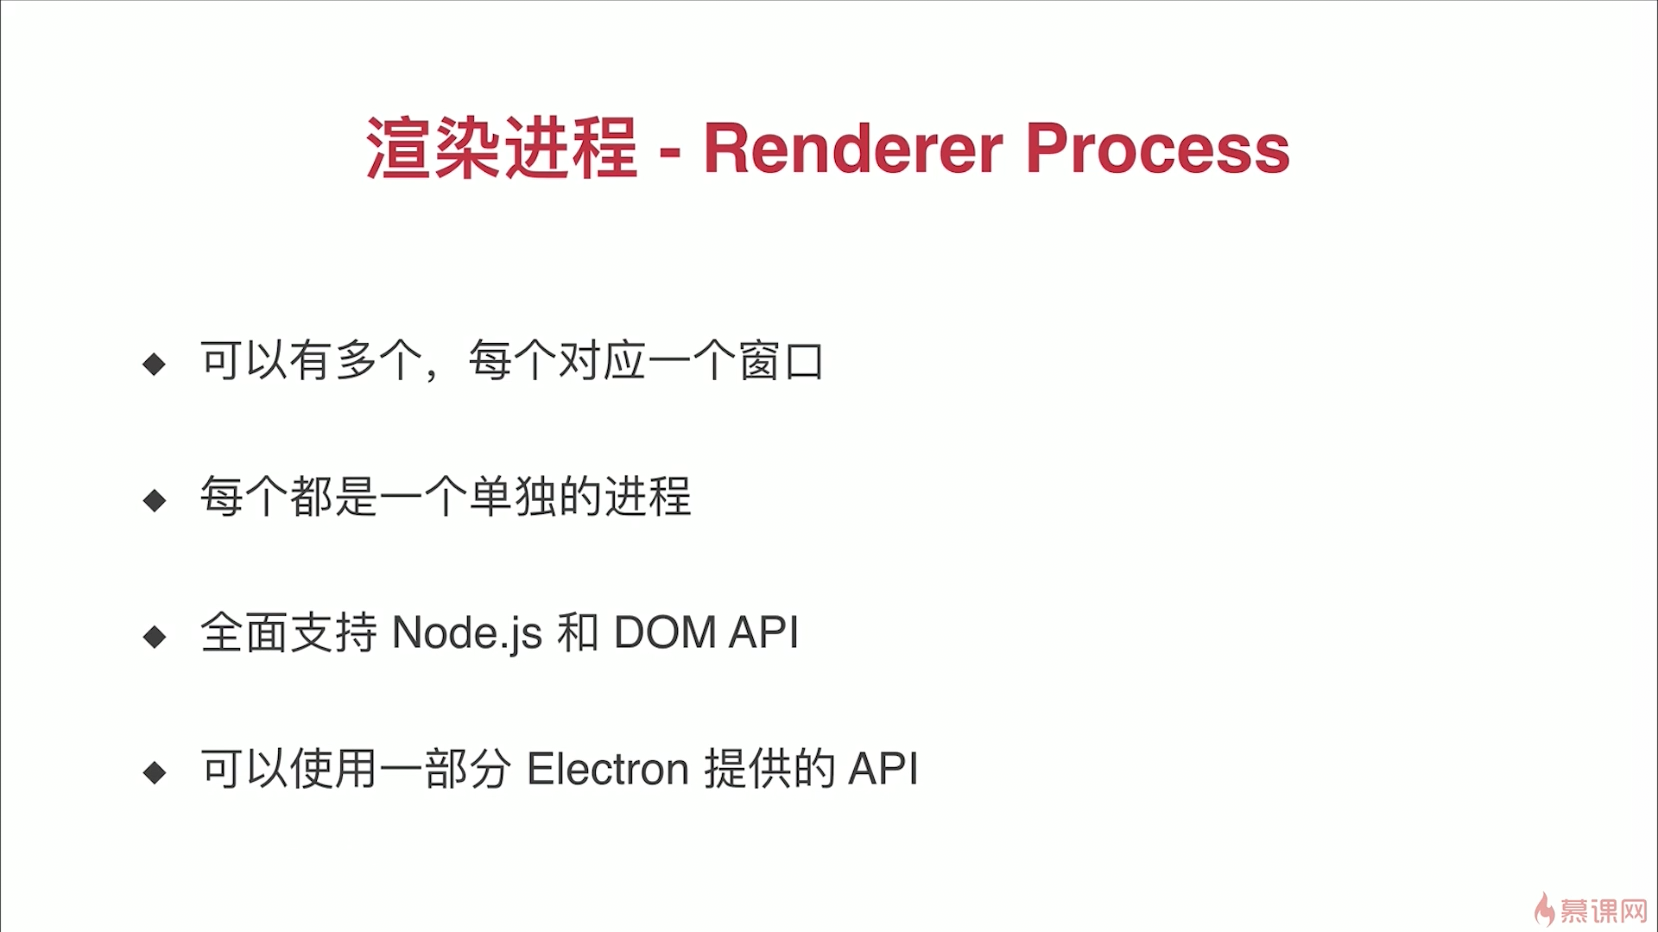 渲染进程 - Renderer Process
◆ 可以有多个，每个对应一个窗口
◆ 每个都是一个单独的进程
◆ 全面支持 Node.js 和 DOM API
◆ 可以使用一部分 Electron 提供的 API
慕课网